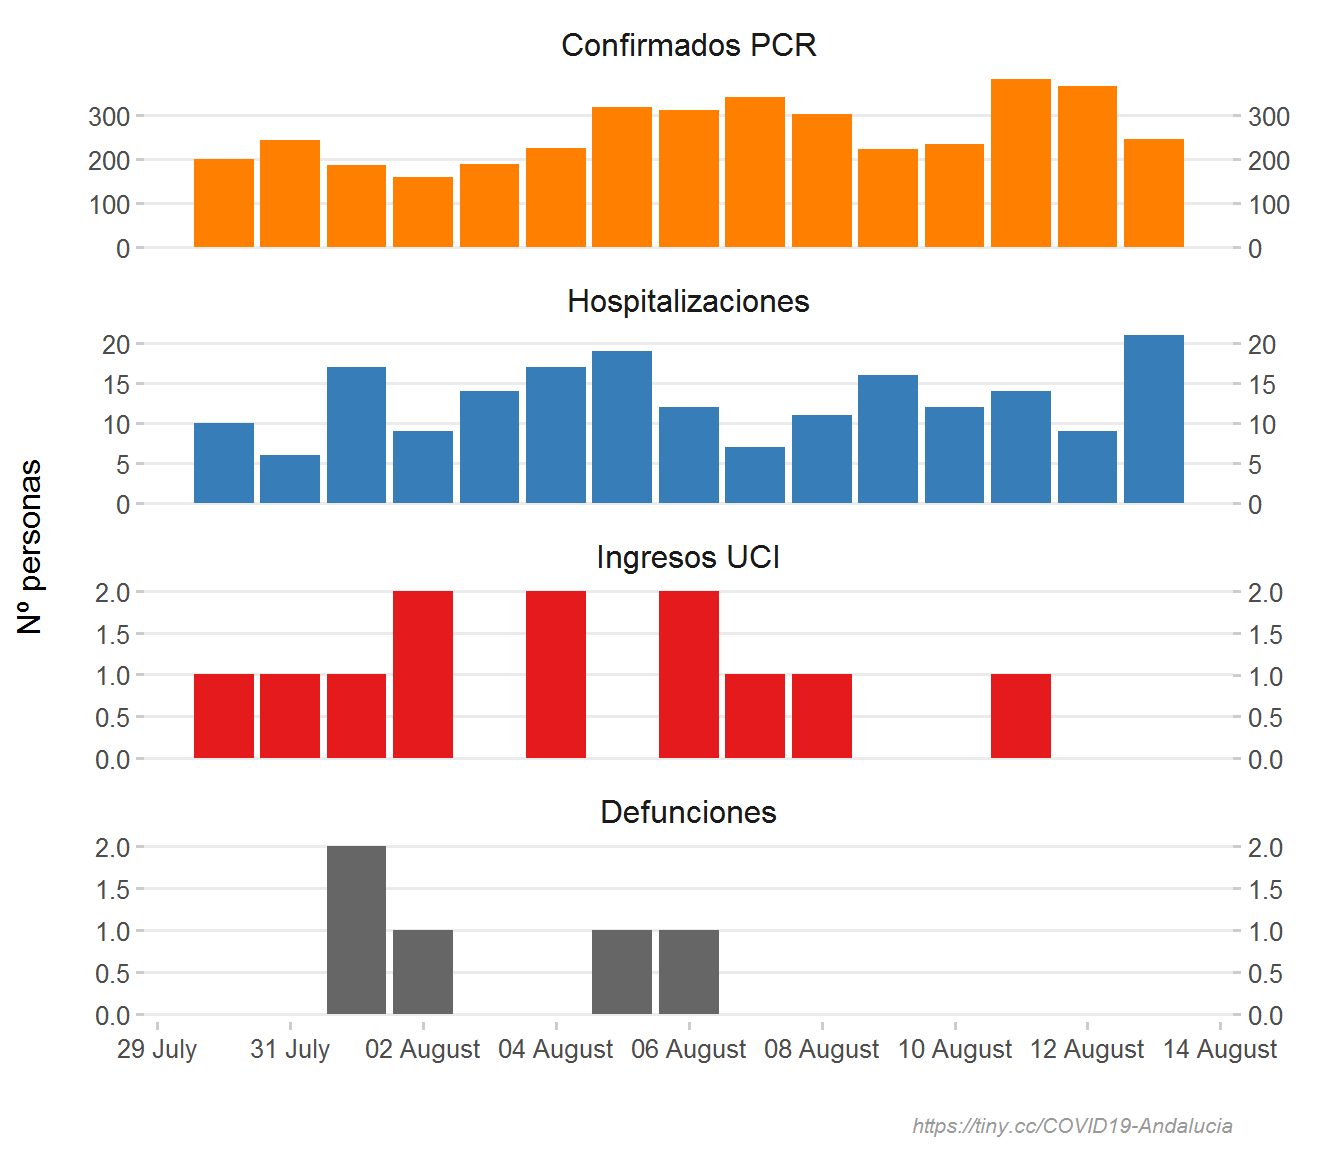 Confirmados PCR
300 300
200 200
100 100
0 0
Hospitalizaciones
20 20
15 15
10 10
5 5
0 0
Nº personas
Ingresos UCI
2.0 2.0
1.5 1.5
1.0 1.0
0.5 0.5
0.0 0.0
Defunciones
2.0 2.0
1.5 1.5
1.0 1.0
0.5 0.5
0.0 0.0
29 July 31 July 02 August 04 August 06 August 08 August 10 August 12 August 14 August
https://tiny.cc/COVID19-Andalucia